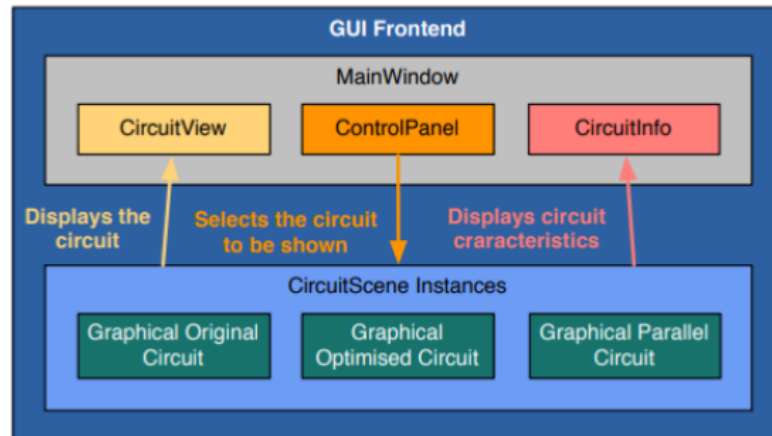 GUI Frontend
MainWindow
CircuitView
ControlPanel
CircuitInfo
Displays the
circuit
Selects the circuit
to be shown
Displays circuit
craracteristics
CircuitScene Instances
Graphical Original
Circuit
Graphical
Optimised Circuit
Graphical Parallel
Circuit